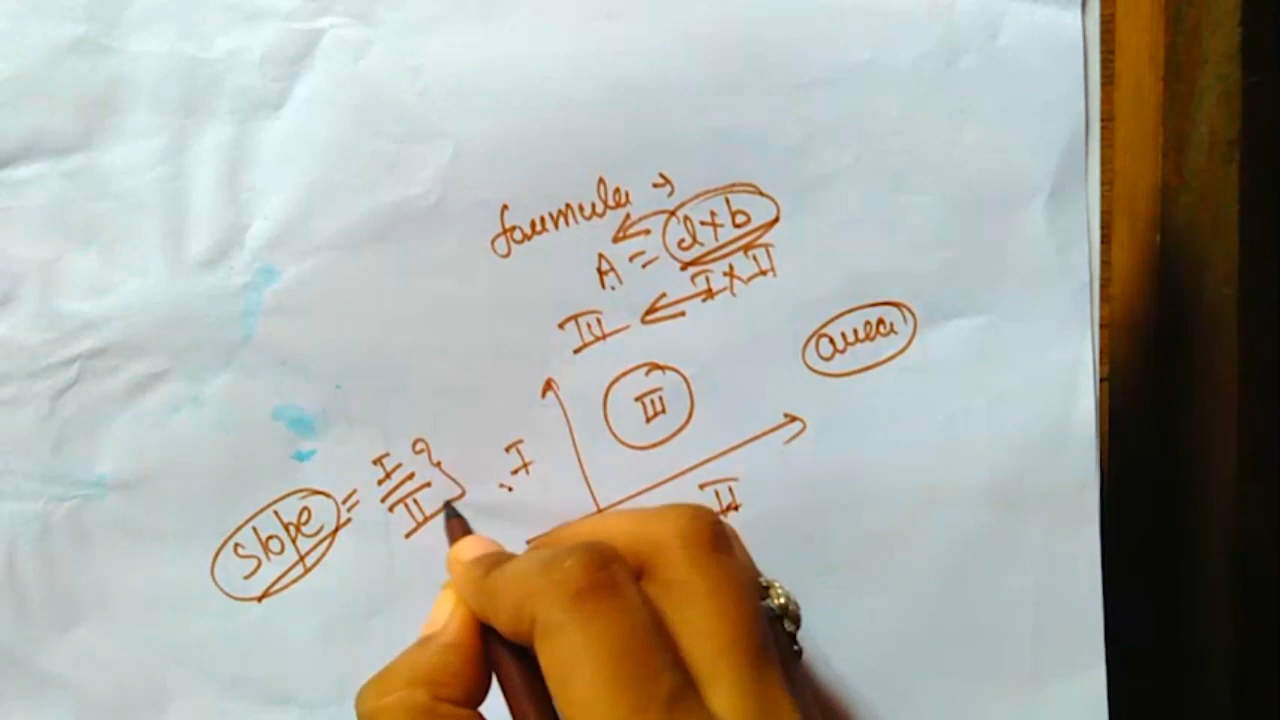 formula →
A = l×b
I×II
III
area
III
I
II
slope = I
II